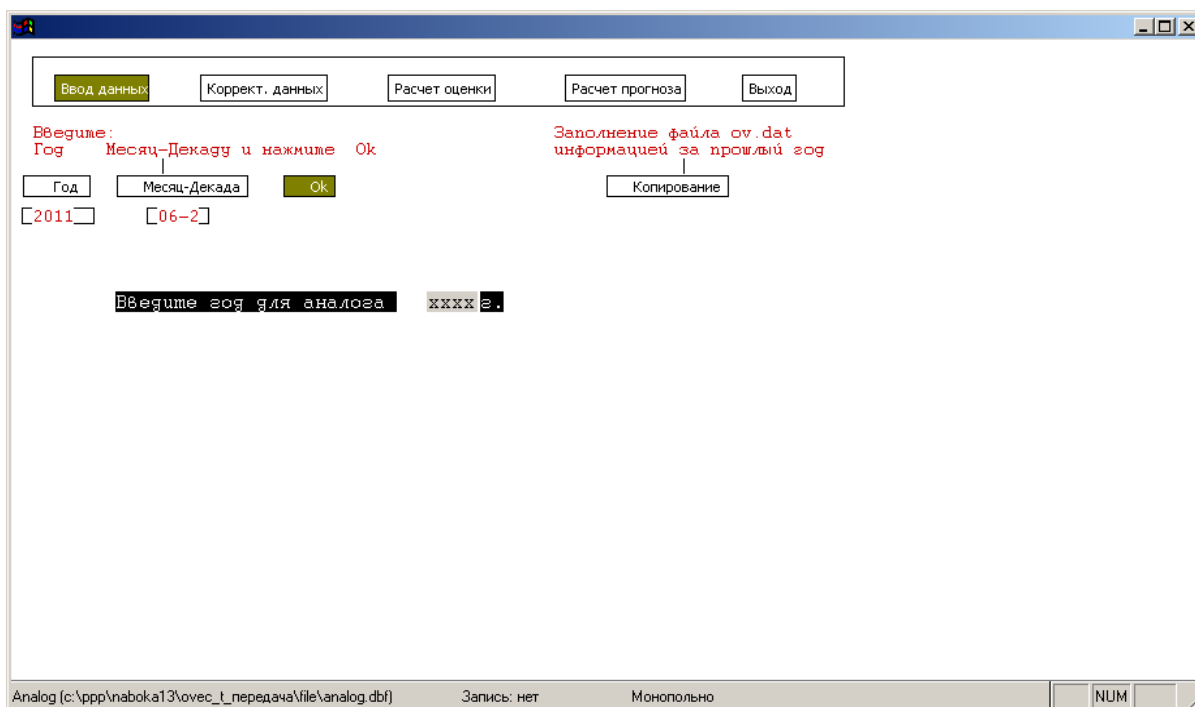 Ввод данных Коррект. данных Расчет оценки Расчет прогноза Выход
Введите: Заполнение файла ov.dat
Год Месяц-Декаду и нажмите Ok информацией за прошлый год
Год Месяц-Декада Ok Копирование
2011 06-2
Введите год для аналога xxxx г.
Analog (c:\ppp\naboka13\ovec_t_передача\file\analog.dbf) Запись: нет Монопольно NUM